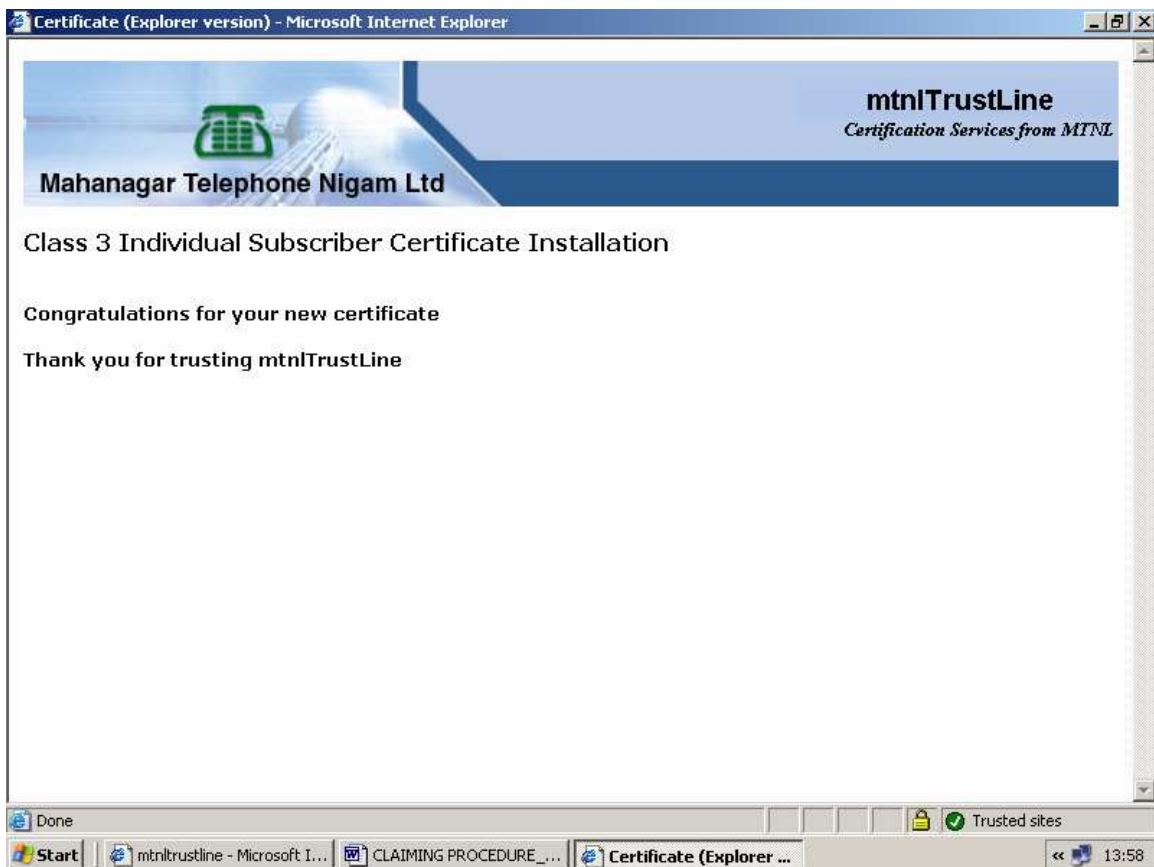 Certificate (Explorer version) - Microsoft Internet Explorer
mtnlTrustLine
Certification Services from MTNL
Mahanagar Telephone Nigam Ltd
Class 3 Individual Subscriber Certificate Installation
Congratulations for your new certificate
Thank you for trusting mtnlTrustLine
Done
Trusted sites
Start
mtnltrustline - Microsoft I...
CLAIMING PROCEDURE_...
Certificate (Explorer ...
« 13:58